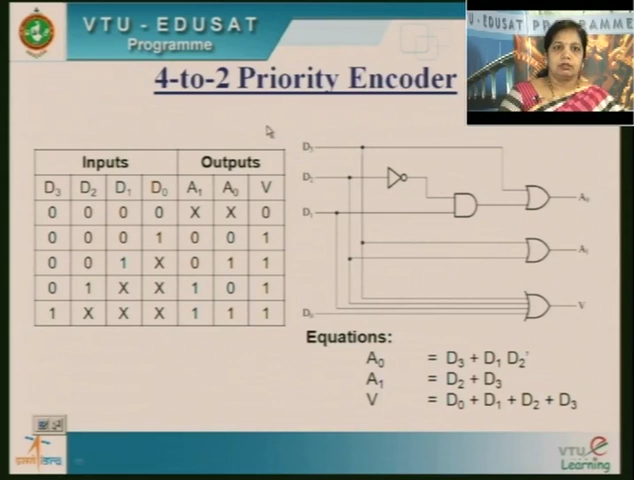 VTU - EDUSAT
Programme
U - EDUSAT PROGRAMME
4-to-2 Priority Encoder
Inputs Outputs
D3 D2 D1 D0 A1 A0 V
0 0 0 0 X X 0
0 0 0 1 0 0 1
0 0 1 X 0 1 1
0 1 X X 1 0 1
1 X X X 1 1 1
D3
D2
D1
D0
A0
A1
V
Equations:
A0 = D3 + D1 D2'
A1 = D2 + D3
V = D0 + D1 + D2 + D3
VTU e
Learning